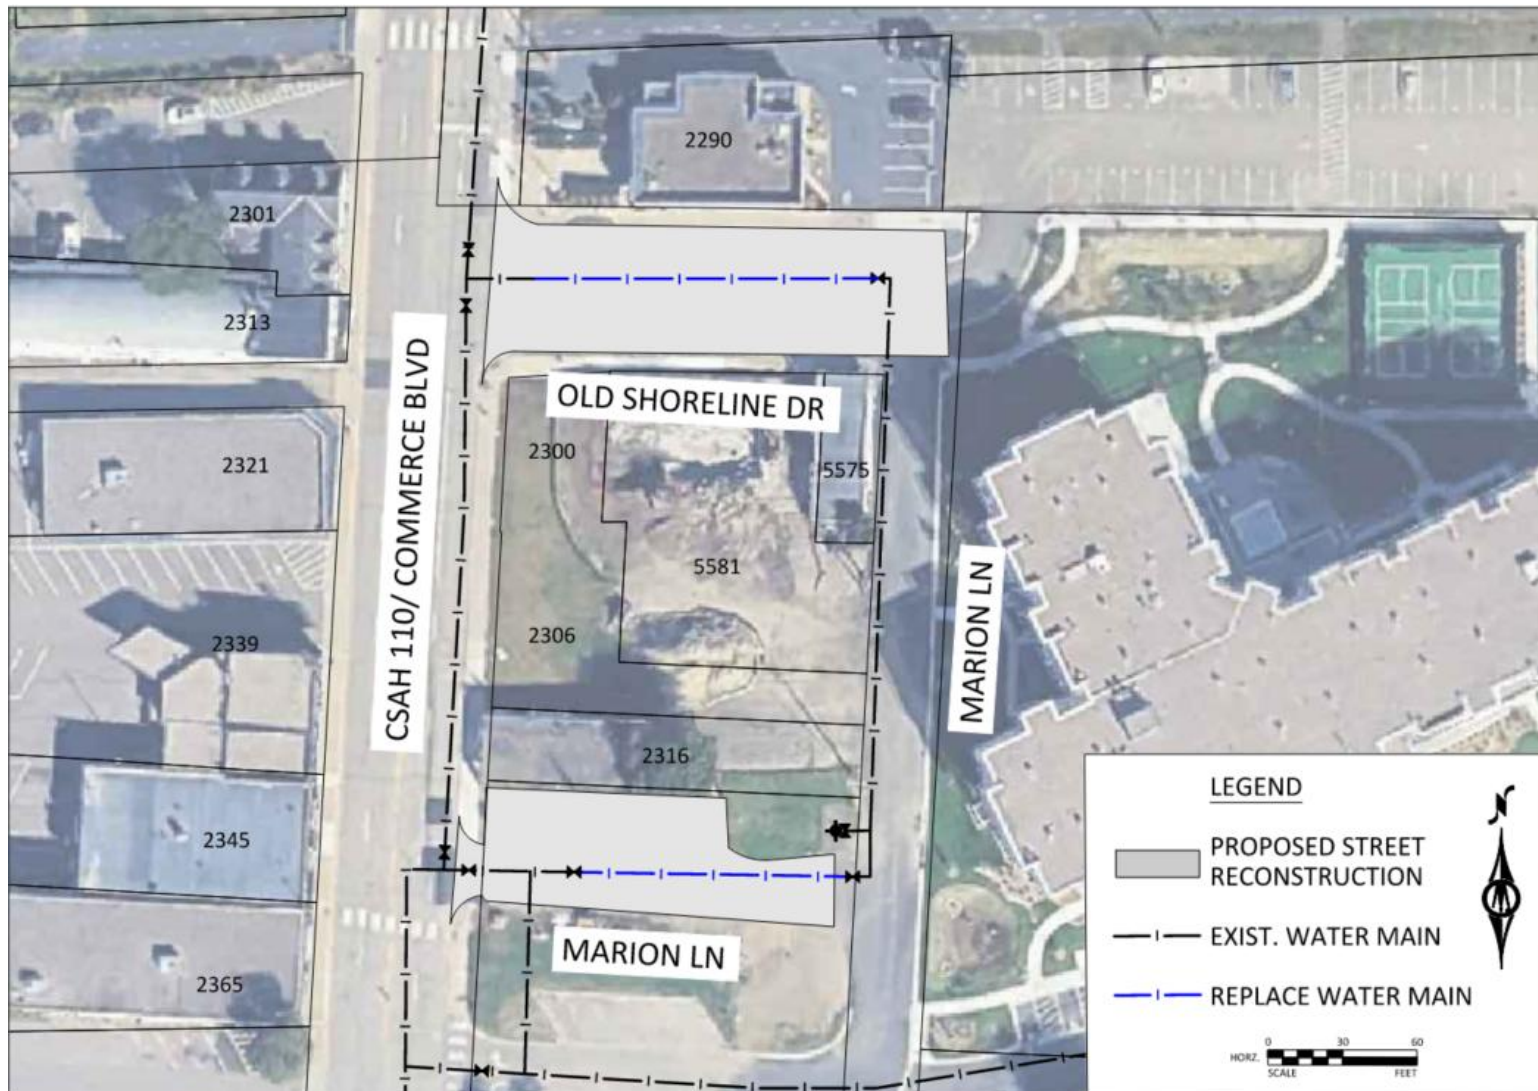 2290
2301
2313
OLD SHORELINE DR
CSAH 110/ COMMERCE BLVD
2321
2300
5575
5581
MARION LN
2306
2339
2316
2345
MARION LN
2365
LEGEND
N
PROPOSED STREET
RECONSTRUCTION
EXIST. WATER MAIN
REPLACE WATER MAIN
0 30 60
HORZ.
SCALE FEET